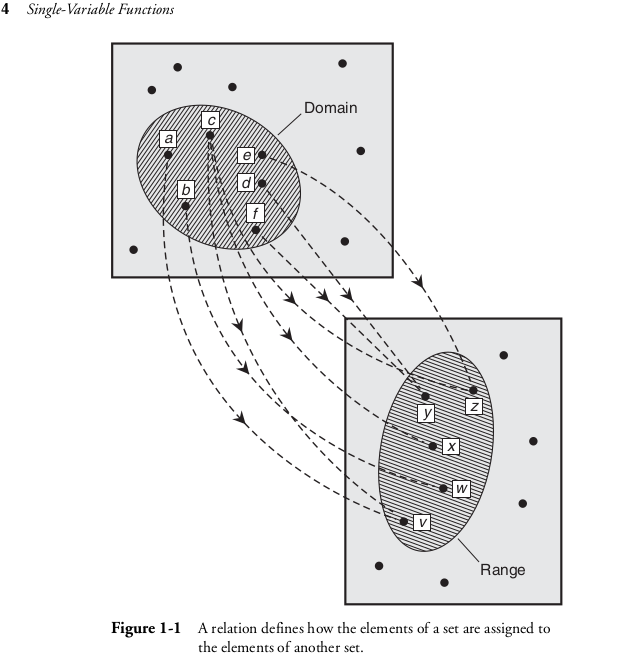 4 Single-Variable Functions
Domain
c
a
e
d
b
f
z
y
x
w
v
Range
Figure 1-1 A relation defines how the elements of a set are assigned to
the elements of another set.